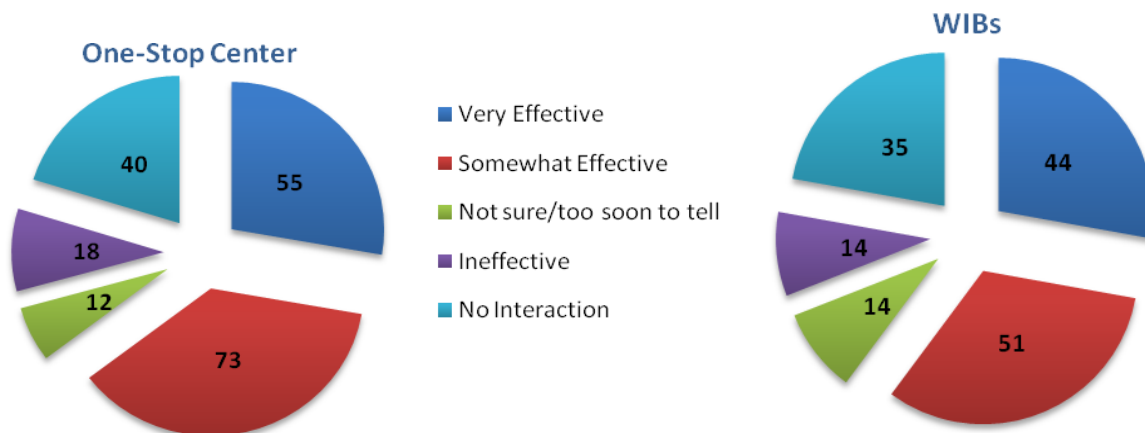 One-Stop Center
40
55
18
12
73
Very Effective
Somewhat Effective
Not sure/too soon to tell
Ineffective
No Interaction
WIBs
35
44
14
14
51